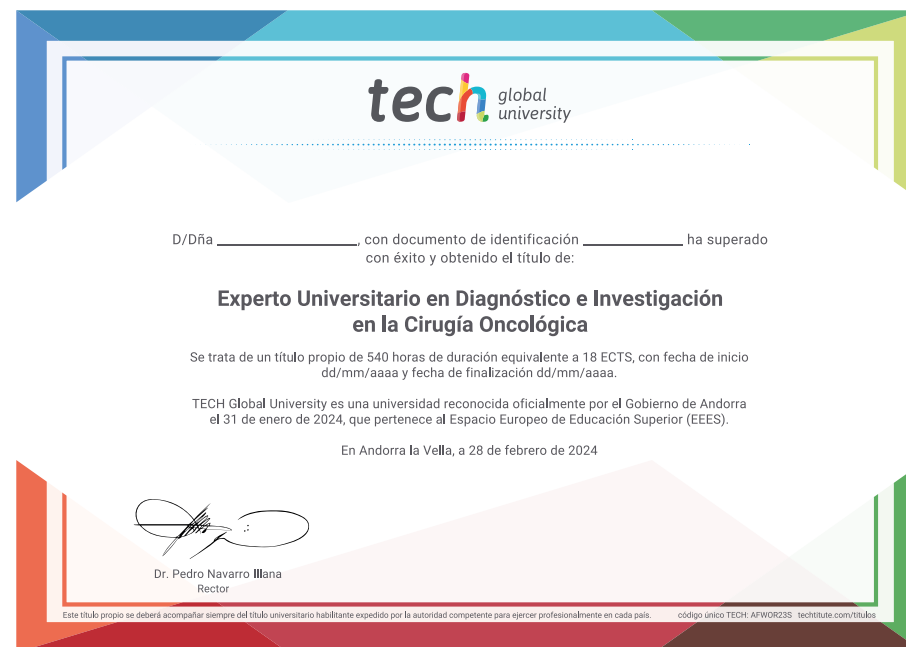 tech global
university
D/Dña ____________, con documento de identificación ____________ ha superado
con éxito y obtenido el título de:
Experto Universitario en Diagnóstico e Investigación
en la Cirugía Oncológica
Se trata de un título propio de 540 horas de duración equivalente a 18 ECTS, con fecha de inicio
dd/mm/aaaa y fecha de finalización dd/mm/aaaa.
TECH Global University es una universidad reconocida oficialmente por el Gobierno de Andorra
el 31 de enero de 2024, que pertenece al Espacio Europeo de Educación Superior (EEES).
En Andorra la Vella, a 28 de febrero de 2024
Dr. Pedro Navarro Illana
Rector
Este título propio se deberá acompañar siempre del título universitario habilitante expedido por la autoridad competente para ejercer profesionalmente en cada país. código único TECH: AFWOR23S techtitute.com/titulos